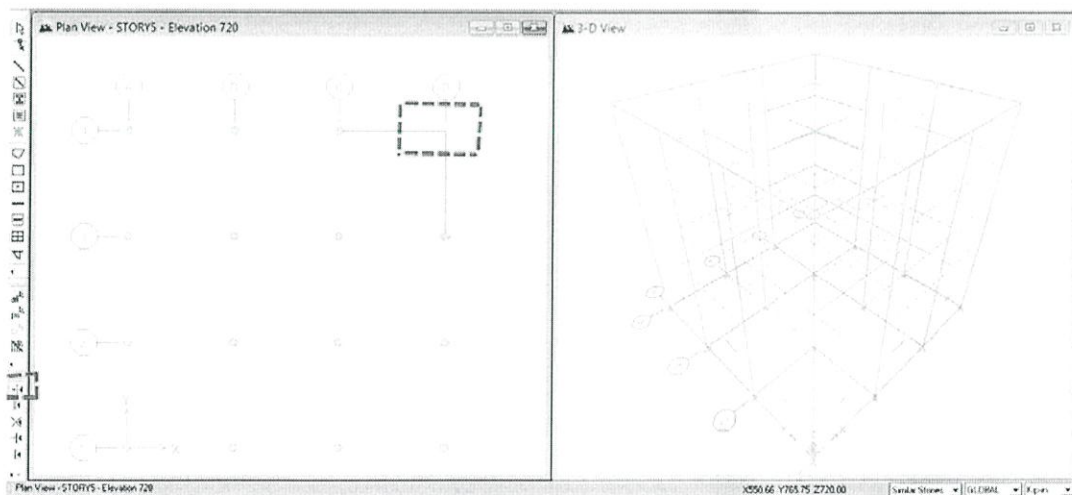 Plan View - STORY5 - Elevation 720
3-D View
X
Plan View - STORY5 - Elevation 720
X550.66 Y765.75 Z720.00
Similar Stories
GLOBAL
Kip-in